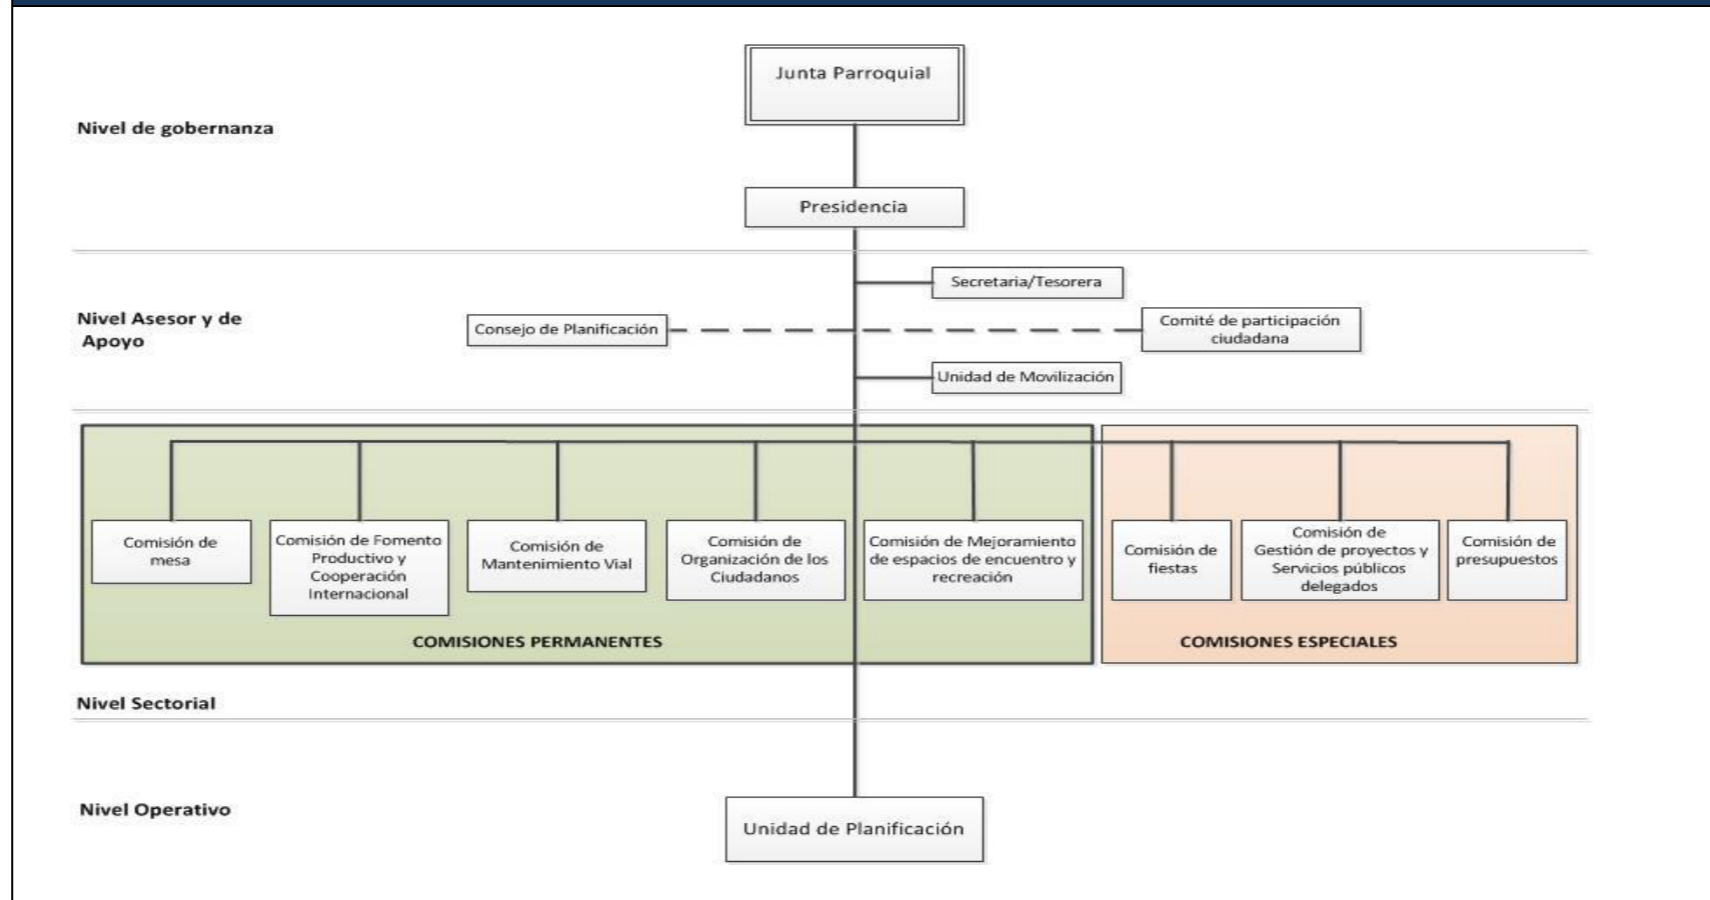 Junta Parroquial
Nivel de gobernanza
Presidencia
Secretaria/Tesorera
Nivel Asesor y de
Apoyo
Consejo de Planificación
Comité de participación
ciudadana
Unidad de Movilización
Comisión de
mesa
Comisión de Fomento
Productivo y
Cooperación
Internacional
Comisión de
Mantenimiento Vial
Comisión de
Organización de los
Ciudadanos
Comisión de Mejoramiento
de espacios de encuentro y
recreación
Comisión de
fiestas
Comisión de
Gestión de proyectos y
Servicios públicos
delegados
Comisión de
presupuestos
COMISIONES PERMANENTES
COMISIONES ESPECIALES
Nivel Sectorial
Nivel Operativo
Unidad de Planificación